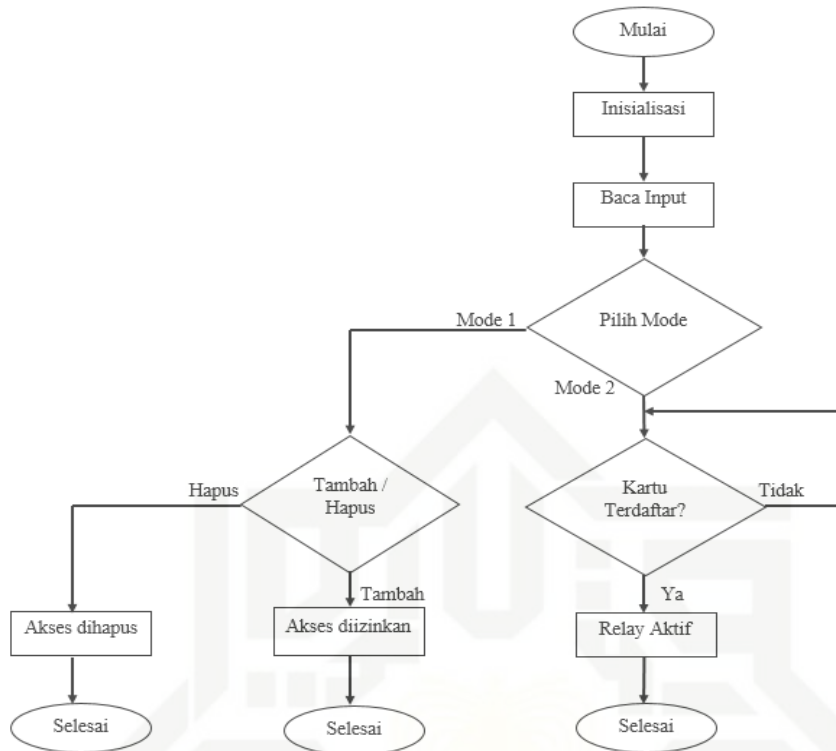 Mulai
Inisialisasi
Baca Input
Pilih Mode
Mode 1
Mode 2
Tambah /
Hapus
Hapus
Tambah
Kartu
Terdaftar?
Tidak
Ya
Akses dihapus
Akses diizinkan
Relay Aktif
Selesai
Selesai
Selesai